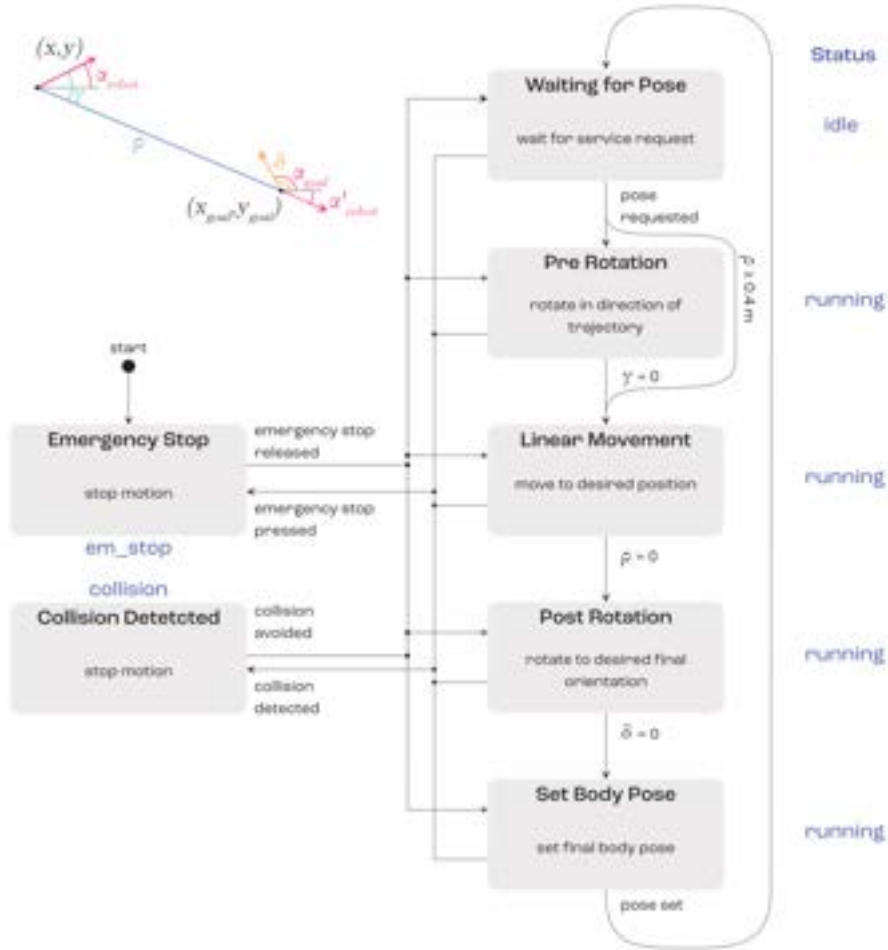 (x,y)
α_robot
γ
ρ
δ
α_goal
α'_robot
(x_goal,y_goal)
Status
Waiting for Pose
wait for service request
idle
pose
requested
Pre Rotation
rotate in direction of
trajectory
running
γ = 0
start
Emergency Stop
stop motion
em_stop
emergency stop
released
emergency stop
pressed
Linear Movement
move to desired position
running
ρ = 0
collision
Collision Detetcted
stop motion
collision
avoided
collision
detected
Post Rotation
rotate to desired final
orientation
running
δ = 0
Set Body Pose
set final body pose
running
pose set